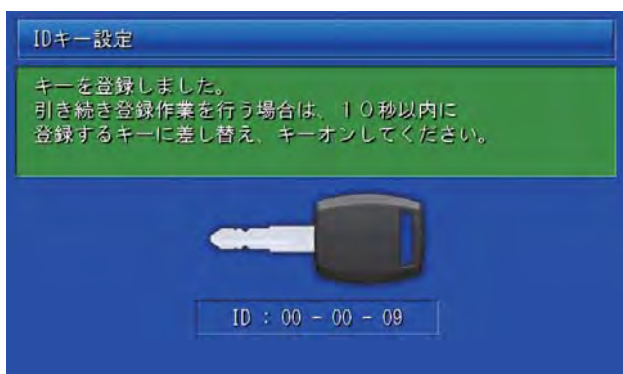 IDキー設定
キーを登録しました。
引き続き登録作業を行う場合は、１０秒以内に
登録するキーに差し替え、キーオンしてください。
ID : 00 - 00 - 09